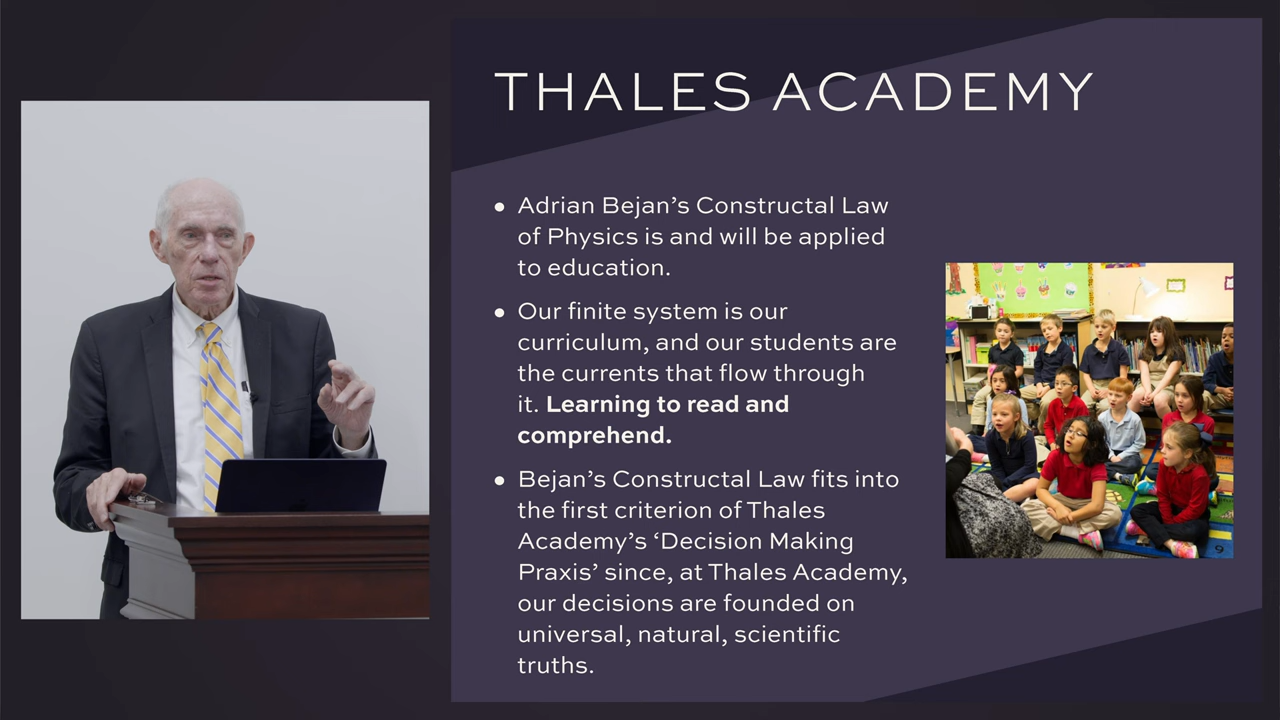 THALES ACADEMY
● Adrian Bejan’s Constructal Law
of Physics is and will be applied
to education.
● Our finite system is our
curriculum, and our students are
the currents that flow through
it. Learning to read and
comprehend.
● Bejan’s Constructal Law fits into
the first criterion of Thales
Academy’s ‘Decision Making
Praxis’ since, at Thales Academy,
our decisions are founded on
universal, natural, scientific
truths.
9